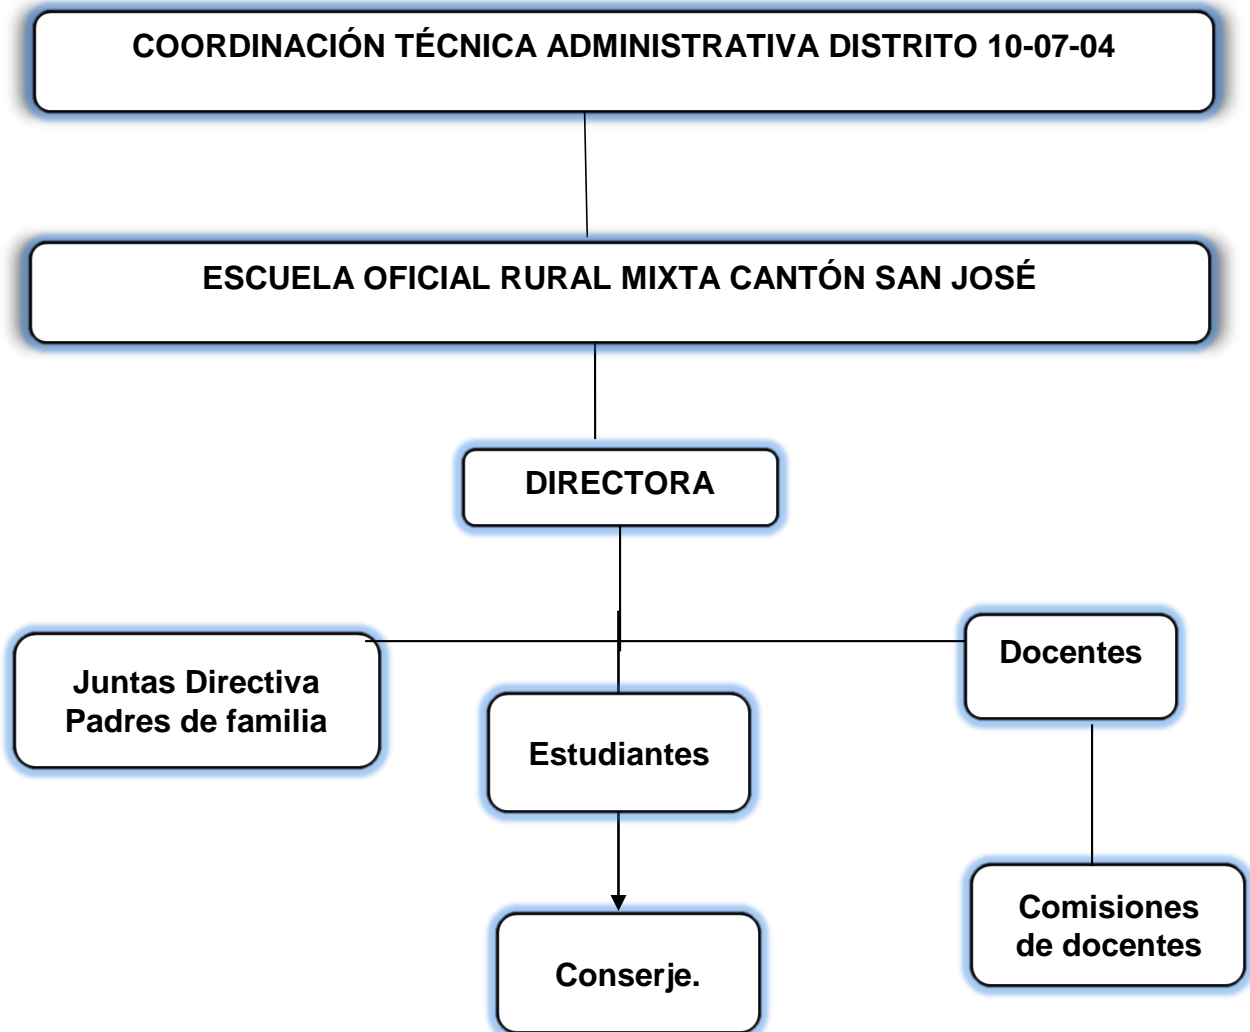 COORDINACIÓN TÉCNICA ADMINISTRATIVA DISTRITO 10-07-04
ESCUELA OFICIAL RURAL MIXTA CANTÓN SAN JOSÉ
DIRECTORA
Juntas Directiva
Padres de familia
Estudiantes
Docentes
Conserje.
Comisiones
de docentes